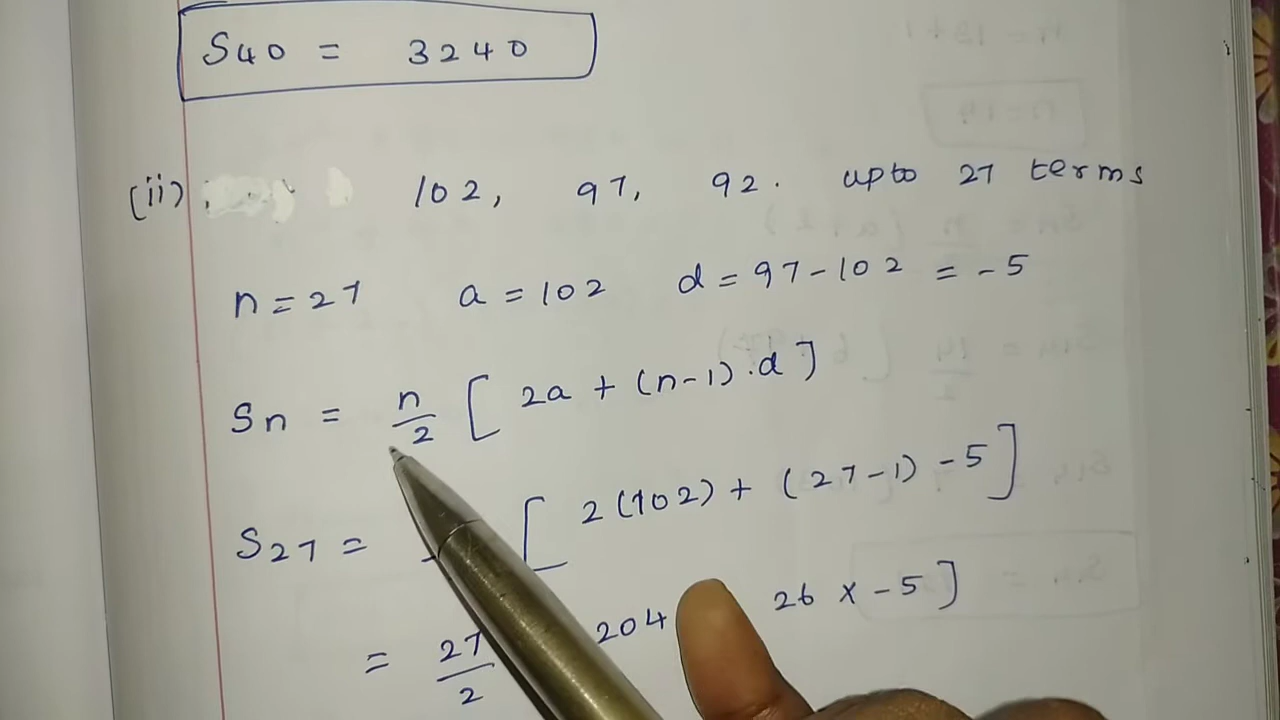 S40 = 3240
(ii) 102, 97, 92. upto 27 terms
n = 27 a = 102 d = 97 - 102 = - 5
Sn = n/2 [ 2a + (n-1) . d ]
S27 = [ 2 (102) + (27-1) - 5 ]
= 27/2 204 26 x - 5 ]